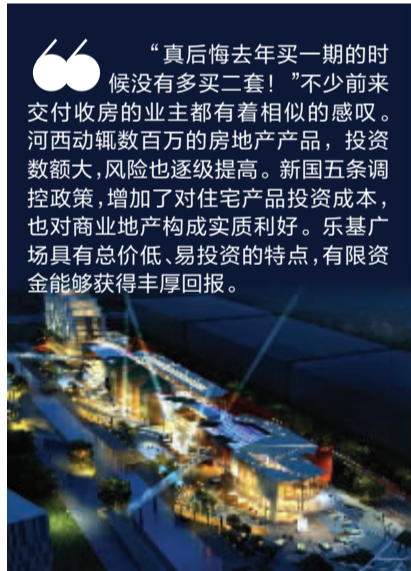 “真后悔去年买一期的时
候没有多买二套！”不少前来
交付收房的业主都有着相似的感叹。
河西动辄数百万的房地产产品，投资
数额大，风险也逐级提高。新国五条调
控政策，增加了对住宅产品投资成本，
也对商业地产构成实质利好。乐基广
场具有总价低、易投资的特点，有限资
金能够获得丰厚回报。